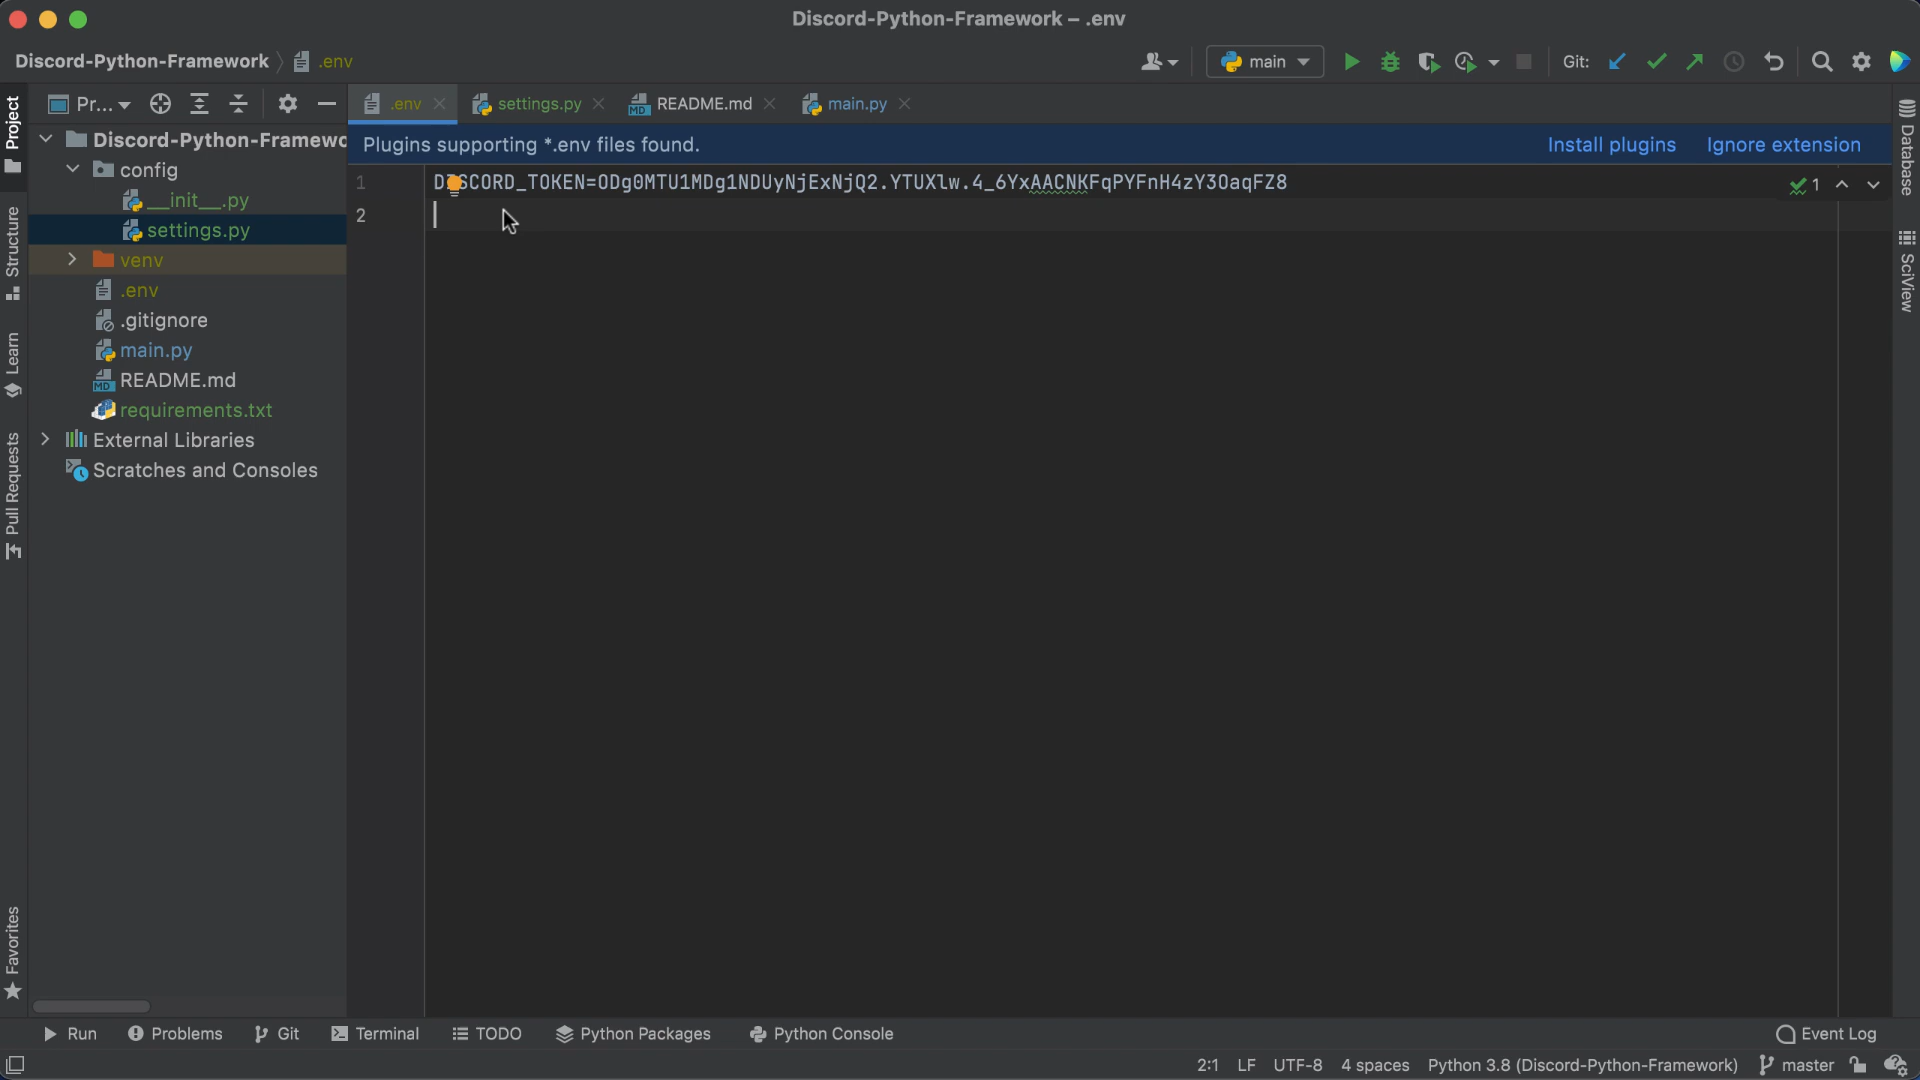 Discord-Python-Framework – .env
Discord-Python-Framework
.env
main
Git:
Pr...
.env
settings.py
README.md
main.py
Plugins supporting *.env files found.
Install plugins
Ignore extension
Project
Structure
Learn
Pull Requests
Favorites
Discord-Python-Framewo
config
__init__.py
settings.py
venv
.env
.gitignore
main.py
README.md
requirements.txt
External Libraries
Scratches and Consoles
1
DISCORD_TOKEN=ODg0MTU1MDg1NDUyNjExNjQ2.YTUXlw.4_6YxAACNKFqPYFnH4zY3OaqFZ8
1
2
Database
SciView
Run
Problems
Git
Terminal
TODO
Python Packages
Python Console
Event Log
2:1
LF
UTF-8
4 spaces
Python 3.8 (Discord-Python-Framework)
master